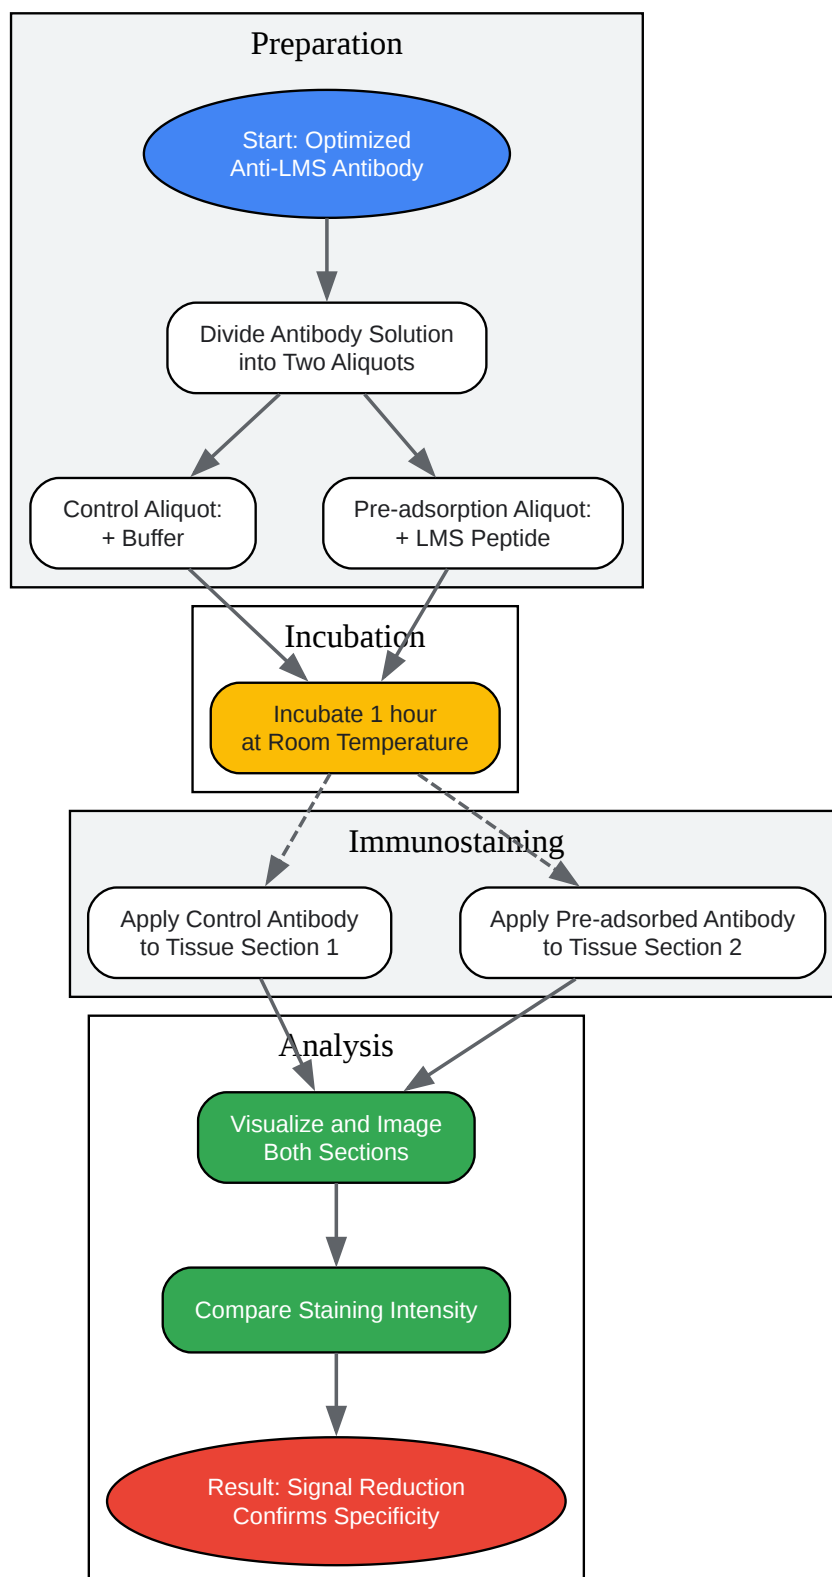 Preparation
Start: Optimized
Anti-LMS Antibody
Divide Antibody Solution
into Two Aliquots
Control Aliquot:
+ Buffer
Pre-adsorption Aliquot:
+ LMS Peptide
Incubation
Incubate 1 hour
at Room Temperature
Immunostaining
Apply Control Antibody
to Tissue Section 1
Apply Pre-adsorbed Antibody
to Tissue Section 2
Analysis
Visualize and Image
Both Sections
Compare Staining Intensity
Result: Signal Reduction
Confirms Specificity